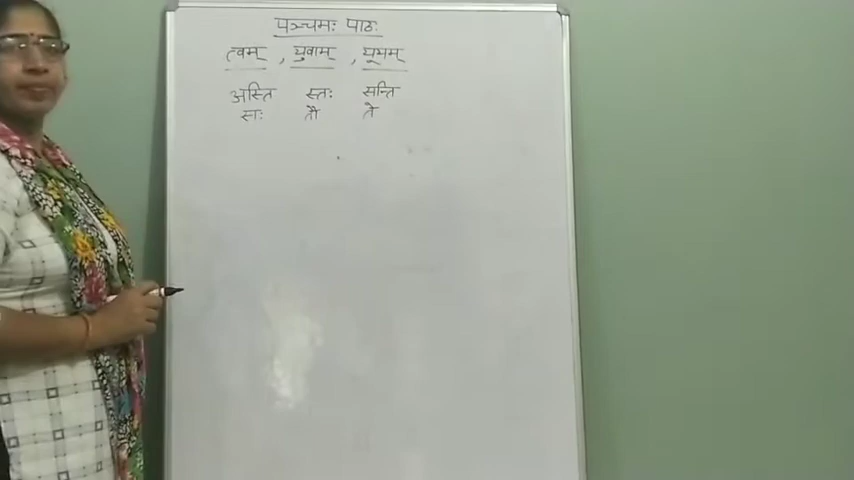 पञ्चमः पाठः
त्वम्, युवाम्, यूयम्
अस्ति स्तः सन्ति
सः तौ ते